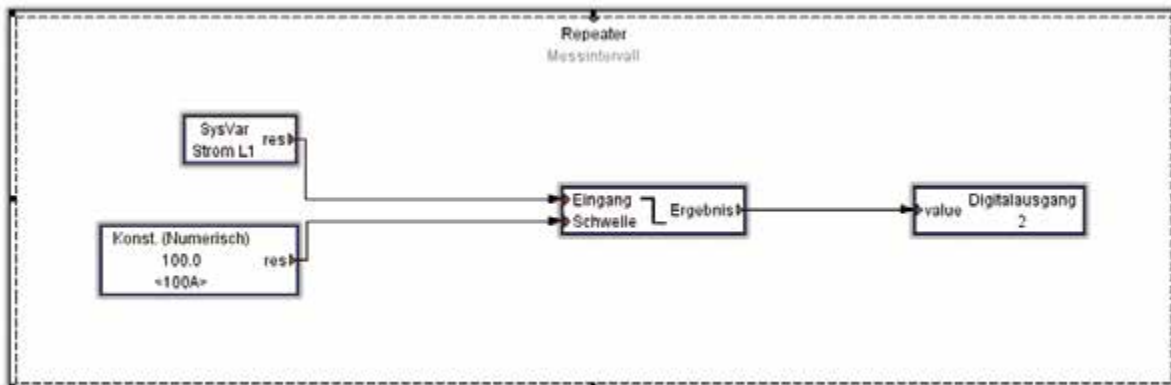 Repeater
Messintervall
SysVar
Strom L1
res
Konst. (Numerisch)
100.0
<100A>
res
Eingang
Schwelle
Ergebnis
value
Digitalausgang
2